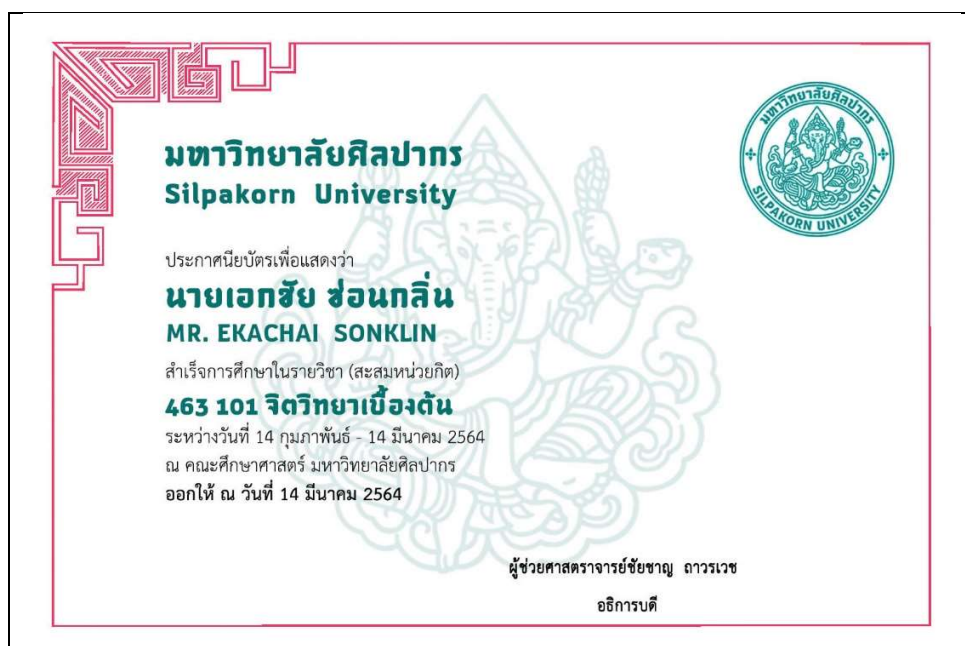 มหาวิทยาลัยศิลปากร
Silpakorn University
มหาวิทยาลัยศิลปากร
SILPAKORN UNIVERSITY
ประกาศนียบัตรเพื่อแสดงว่า
นายเอกชัย ซ่อนกลิ่น
MR. EKACHAI SONKLIN
สำเร็จการศึกษาในรายวิชา (สะสมหน่วยกิต)
463 101 จิตวิทยาเบื้องต้น
ระหว่างวันที่ 14 กุมภาพันธ์ - 14 มีนาคม 2564
ณ คณะศึกษาศาสตร์ มหาวิทยาลัยศิลปากร
ออกให้ ณ วันที่ 14 มีนาคม 2564
ผู้ช่วยศาสตราจารย์ชัยชาญ ถาวรเวช
อธิการบดี